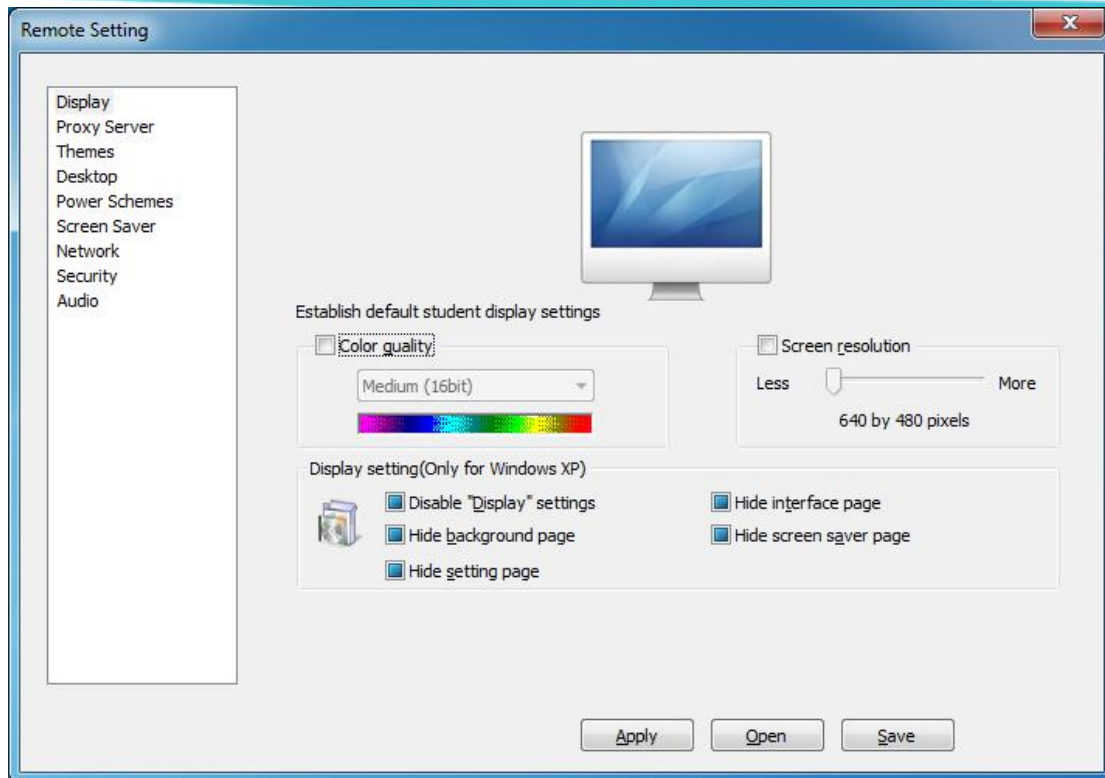 Remote Setting
Display
Proxy Server
Themes
Desktop
Power Schemes
Screen Saver
Network
Security
Audio
Establish default student display settings
Color quality
Medium (16bit)
Screen resolution
Less
More
640 by 480 pixels
Display setting(Only for Windows XP)
Disable "Display" settings
Hide interface page
Hide background page
Hide screen saver page
Hide setting page
Apply
Open
Save